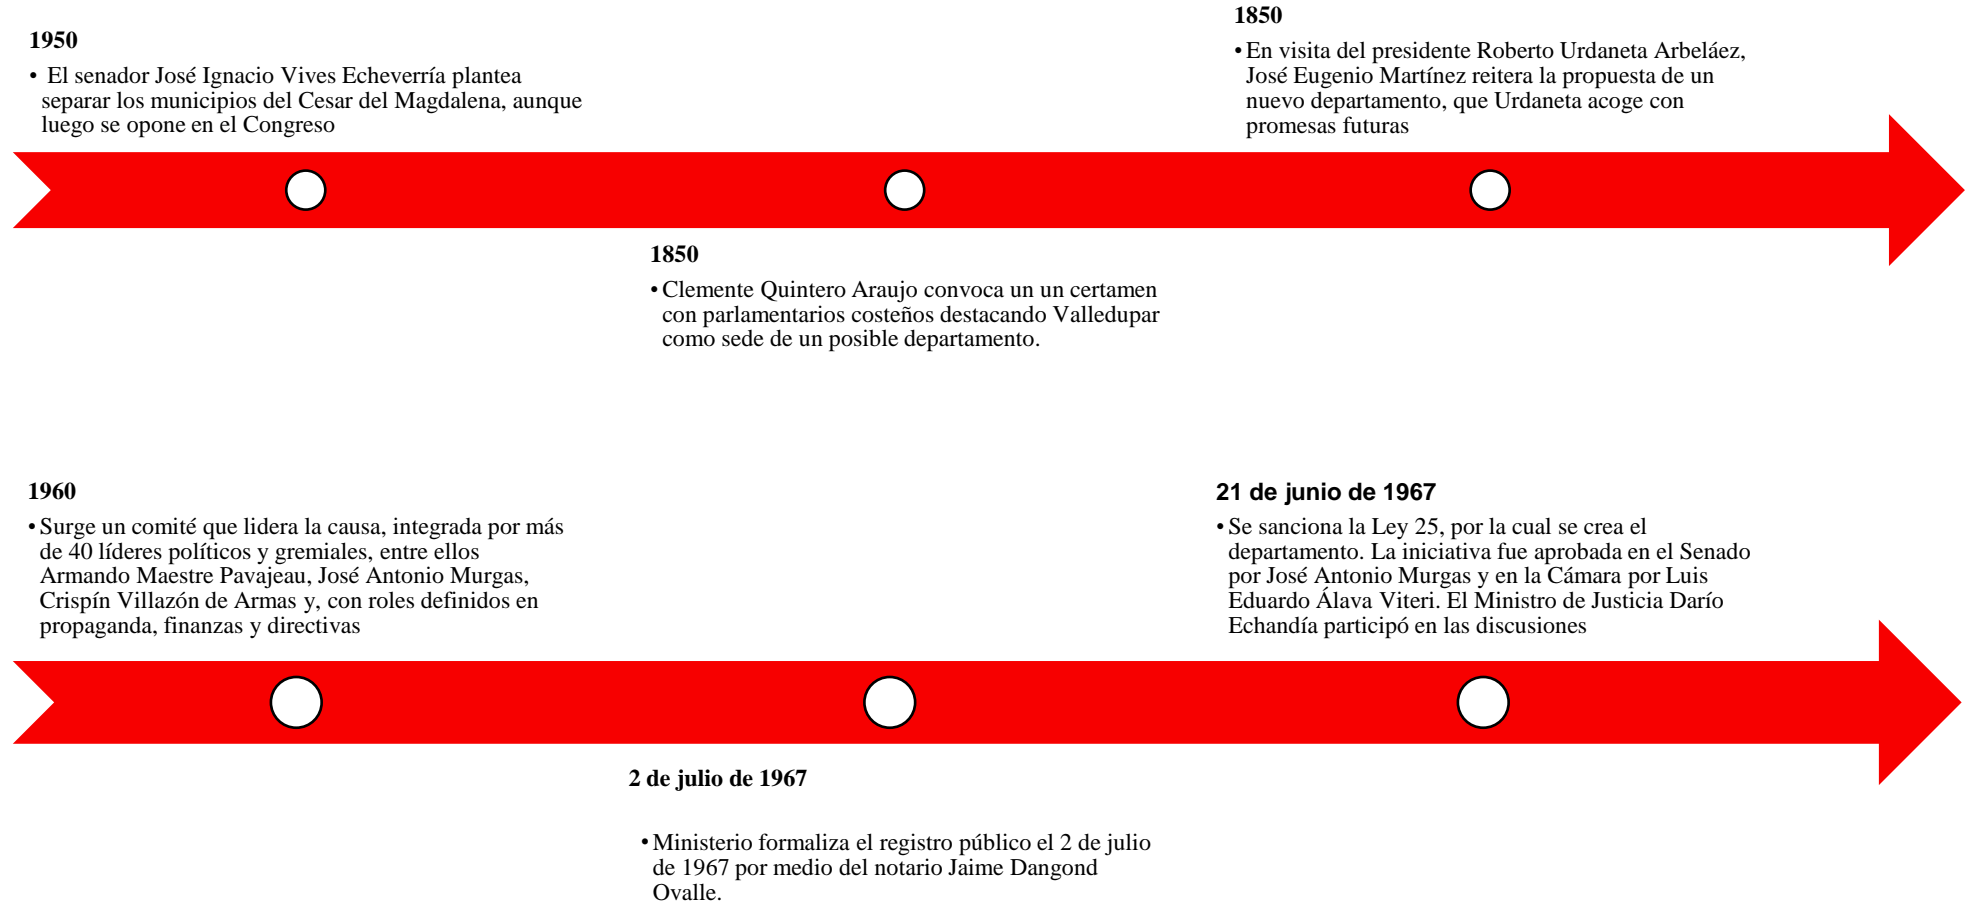 1950
• El senador José Ignacio Vives Echeverría plantea
separar los municipios del Cesar del Magdalena, aunque
luego se opone en el Congreso
1850
• Clemente Quintero Araujo convoca un un certamen
con parlamentarios costeños destacando Valledupar
como sede de un posible departamento.
1850
• En visita del presidente Roberto Urdaneta Arbeláez,
José Eugenio Martínez reitera la propuesta de un
nuevo departamento, que Urdaneta acoge con
promesas futuras
1960
• Surge un comité que lidera la causa, integrada por más
de 40 líderes políticos y gremiales, entre ellos
Armando Maestre Pavajeau, José Antonio Murgas,
Crispín Villazón de Armas y, con roles definidos en
propaganda, finanzas y directivas
2 de julio de 1967
• Ministerio formaliza el registro público el 2 de julio
de 1967 por medio del notario Jaime Dangond
Ovalle.
21 de junio de 1967
• Se sanciona la Ley 25, por la cual se crea el
departamento. La iniciativa fue aprobada en el Senado
por José Antonio Murgas y en la Cámara por Luis
Eduardo Álava Viteri. El Ministro de Justicia Darío
Echandía participó en las discusiones